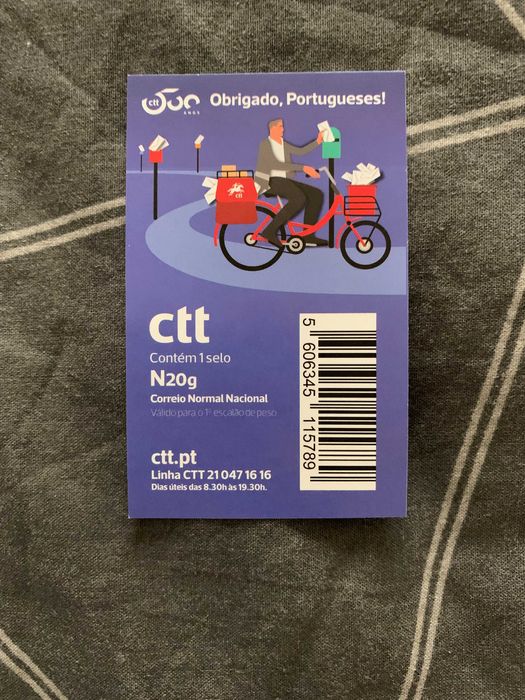 ctt 500
ANOS
Obrigado, Portugueses!
ctt
ctt
Contém 1 selo
N20g
Correio Normal Nacional
Válido para o 1º escalão de peso
ctt.pt
Linha CTT 21 047 16 16
Dias úteis das 8.30h às 19.30h.
5 606345 115789